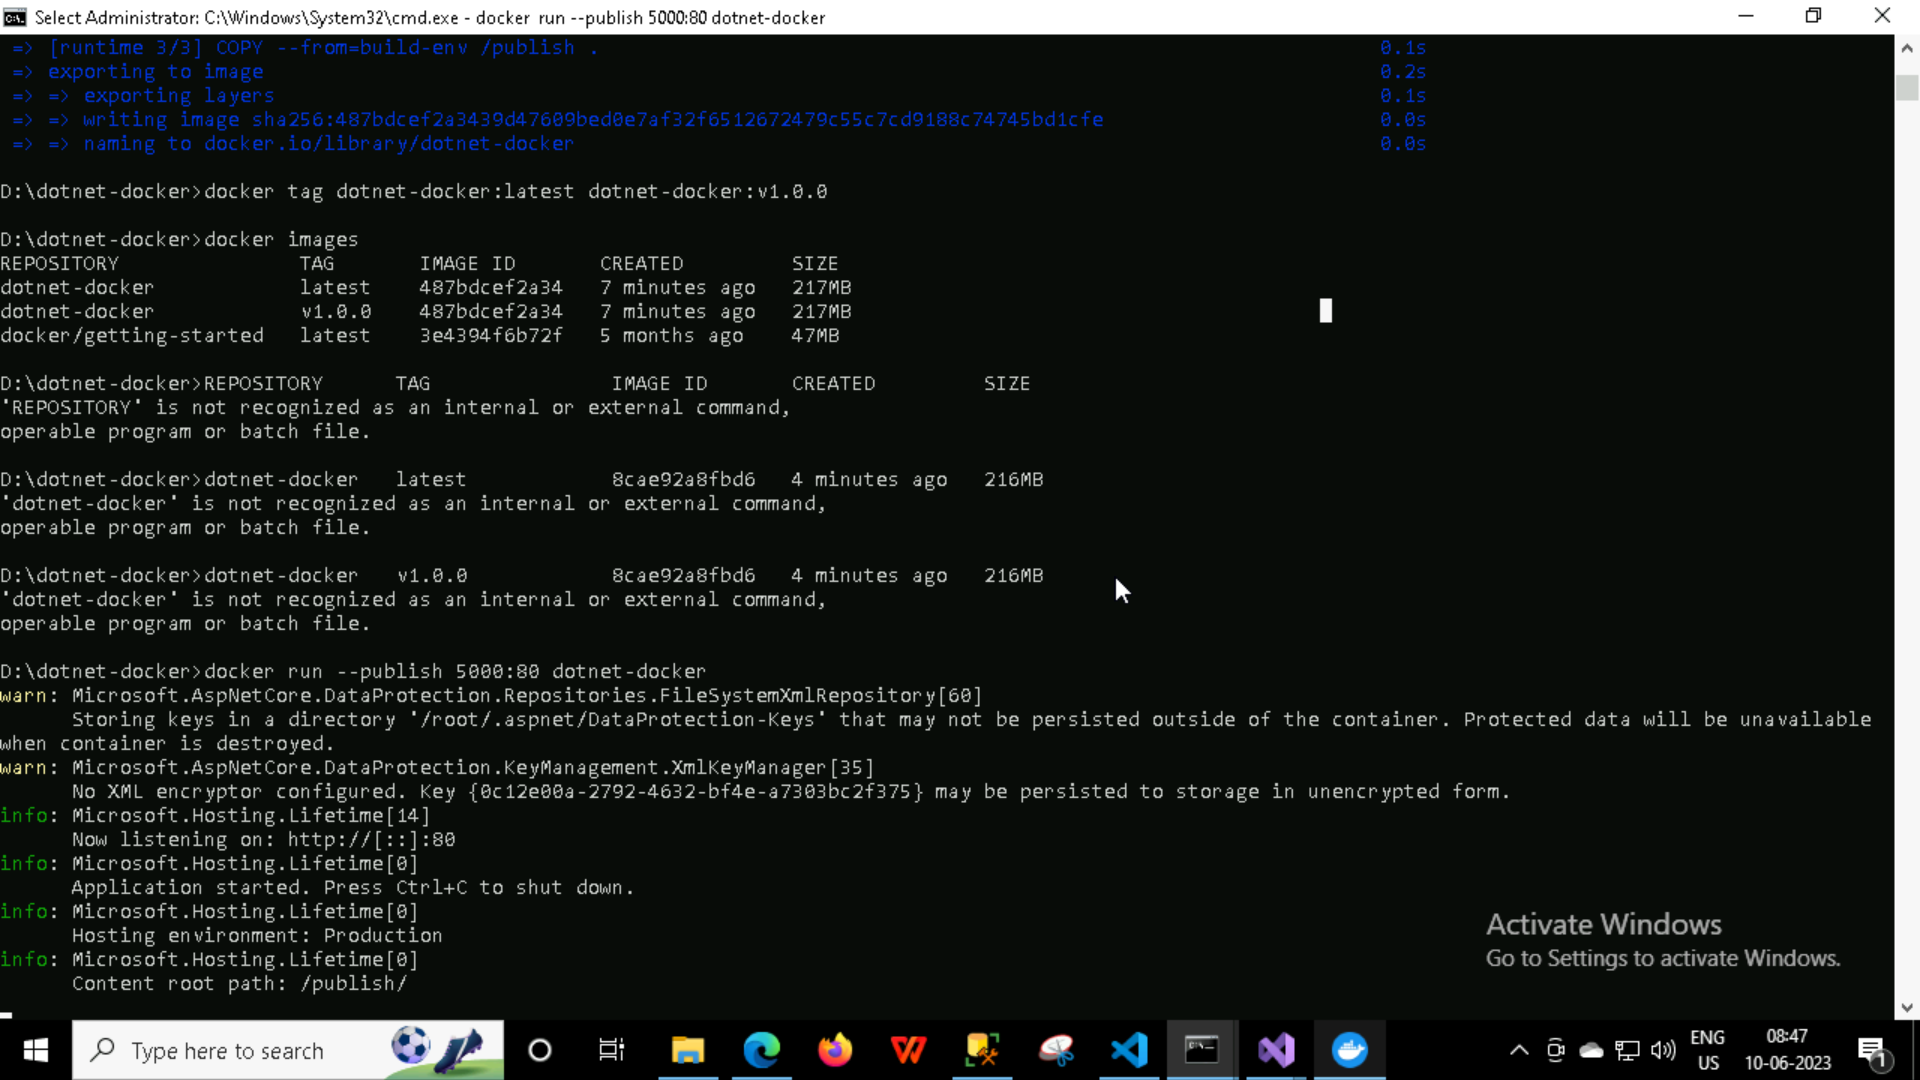 Select Administrator: C:\Windows\System32\cmd.exe - docker run --publish 5000:80 dotnet-docker
=> [runtime 3/3] COPY --from=build-env /publish . 0.1s
=> exporting to image 0.2s
=> => exporting layers 0.1s
=> => writing image sha256:487bdcef2a3439d47609bed0e7af32f6512672479c55c7cd9188c74745bd1cfe 0.0s
=> => naming to docker.io/library/dotnet-docker 0.0s
D:\dotnet-docker>docker tag dotnet-docker:latest dotnet-docker:v1.0.0
D:\dotnet-docker>docker images
REPOSITORY TAG IMAGE ID CREATED SIZE
dotnet-docker latest 487bdcef2a34 7 minutes ago 217MB
dotnet-docker v1.0.0 487bdcef2a34 7 minutes ago 217MB
docker/getting-started latest 3e4394f6b72f 5 months ago 47MB
D:\dotnet-docker>REPOSITORY TAG IMAGE ID CREATED SIZE
'REPOSITORY' is not recognized as an internal or external command,
operable program or batch file.
D:\dotnet-docker>dotnet-docker latest 8cae92a8fbd6 4 minutes ago 216MB
'dotnet-docker' is not recognized as an internal or external command,
operable program or batch file.
D:\dotnet-docker>dotnet-docker v1.0.0 8cae92a8fbd6 4 minutes ago 216MB
'dotnet-docker' is not recognized as an internal or external command,
operable program or batch file.
D:\dotnet-docker>docker run --publish 5000:80 dotnet-docker
warn: Microsoft.AspNetCore.DataProtection.Repositories.FileSystemXmlRepository[60]
Storing keys in a directory '/root/.aspnet/DataProtection-Keys' that may not be persisted outside of the container. Protected data will be unavailable
when container is destroyed.
warn: Microsoft.AspNetCore.DataProtection.KeyManagement.XmlKeyManager[35]
No XML encryptor configured. Key {0c12e00a-2792-4632-bf4e-a7303bc2f375} may be persisted to storage in unencrypted form.
info: Microsoft.Hosting.Lifetime[14]
Now listening on: http://[::]:80
info: Microsoft.Hosting.Lifetime[0]
Application started. Press Ctrl+C to shut down.
info: Microsoft.Hosting.Lifetime[0]
Hosting environment: Production
info: Microsoft.Hosting.Lifetime[0]
Content root path: /publish/
Activate Windows
Go to Settings to activate Windows.
Type here to search
ENG
US
08:47
10-06-2023
1